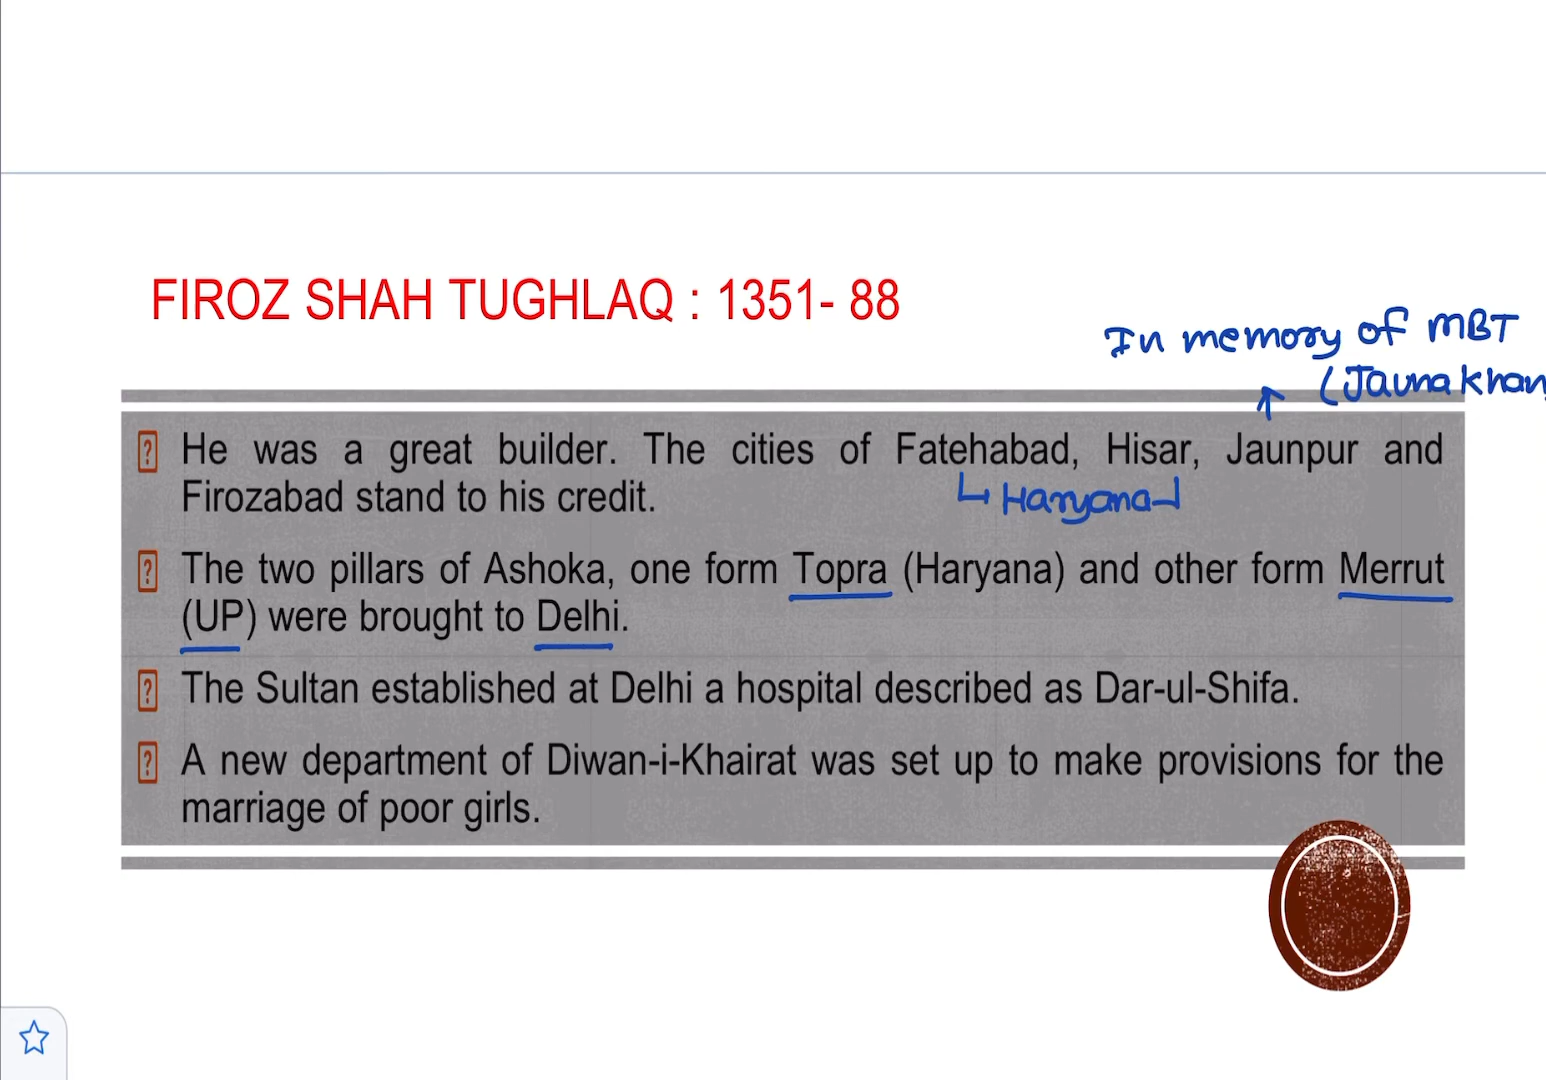 FIROZ SHAH TUGHLAQ : 1351- 88
In memory of MBT
(Jauna khan
He was a great builder. The cities of Fatehabad, Hisar, Jaunpur and
Firozabad stand to his credit.
Haryana
The two pillars of Ashoka, one form Topra (Haryana) and other form Merrut
(UP) were brought to Delhi.
The Sultan established at Delhi a hospital described as Dar-ul-Shifa.
A new department of Diwan-i-Khairat was set up to make provisions for the
marriage of poor girls.